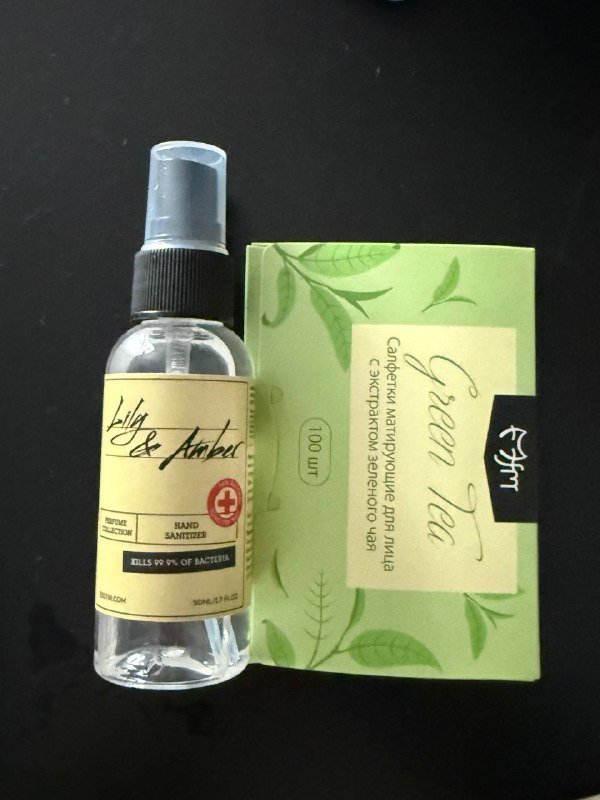 Lily
& Amber
PERFUME
COLLECTION
HAND
SANITIZER
KILLS 99.9% OF BACTERIA
50ML/1.7 FL.OZ
Green Tea
Салфетки матирующие для лица
с экстрактом зеленого чая
100 шт